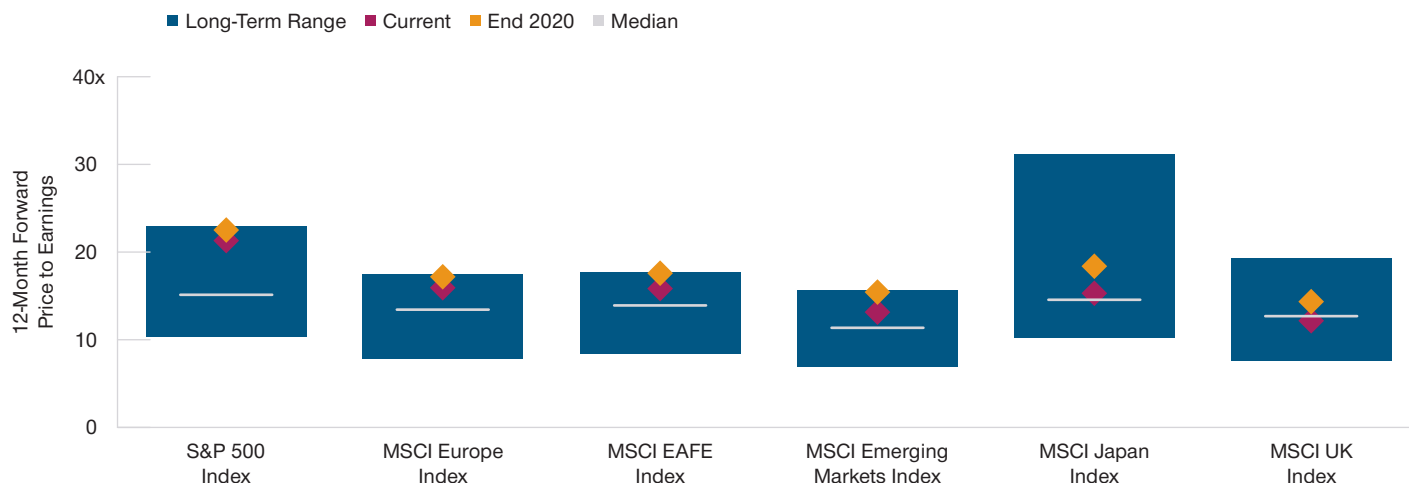 Long-Term Range Current End 2020 Median
40x
30
20
10
0
12-Month Forward
Price to Earnings
S&P 500
Index
MSCI Europe
Index
MSCI EAFE
Index
MSCI Emerging
Markets Index
MSCI Japan
Index
MSCI UK
Index